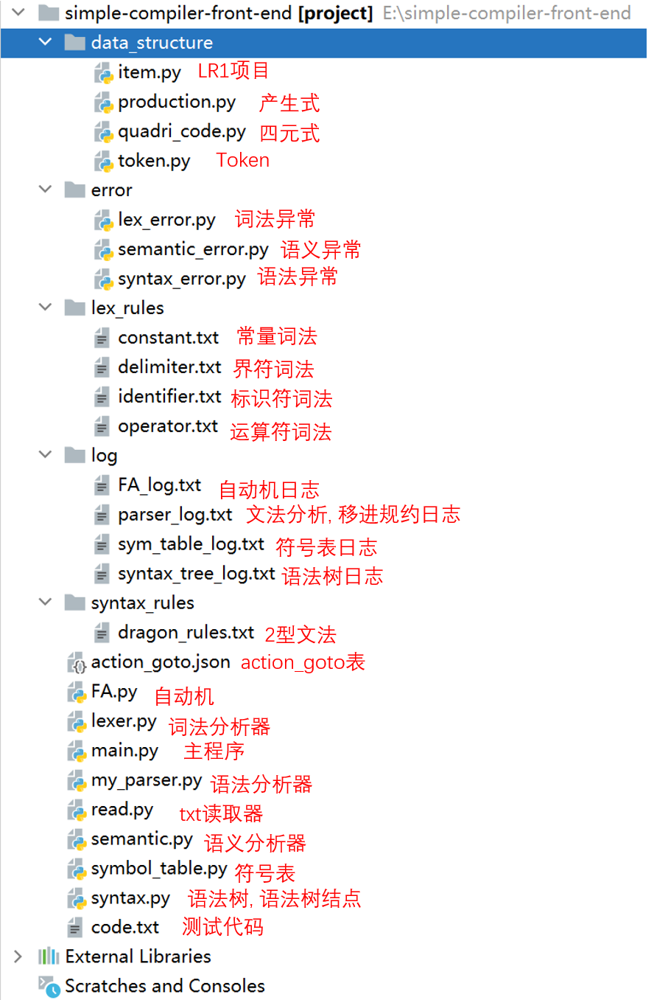 simple-compiler-front-end [project] E:\simple-compiler-front-end
data_structure
item.py LR1项目
production.py 产生式
quadri_code.py 四元式
token.py Token
error
lex_error.py 词法异常
semantic_error.py 语义异常
syntax_error.py 语法异常
lex_rules
constant.txt 常量词法
delimiter.txt 界符词法
identifier.txt 标识符词法
operator.txt 运算符词法
log
FA_log.txt 自动机日志
parser_log.txt 文法分析, 移进规约日志
sym_table_log.txt 符号表日志
syntax_tree_log.txt 语法树日志
syntax_rules
dragon_rules.txt 2型文法
action_goto.json action_goto表
FA.py 自动机
lexer.py 词法分析器
main.py 主程序
my_parser.py 语法分析器
read.py txt读取器
semantic.py 语义分析器
symbol_table.py 符号表
syntax.py 语法树, 语法树结点
code.txt 测试代码
External Libraries
Scratches and Consoles